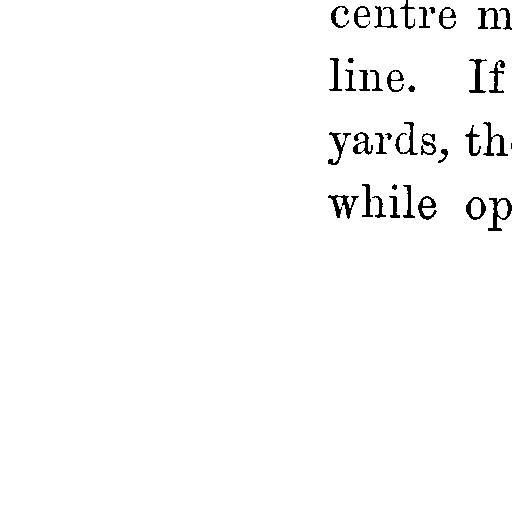 centre m
line. If
yards, th
while op